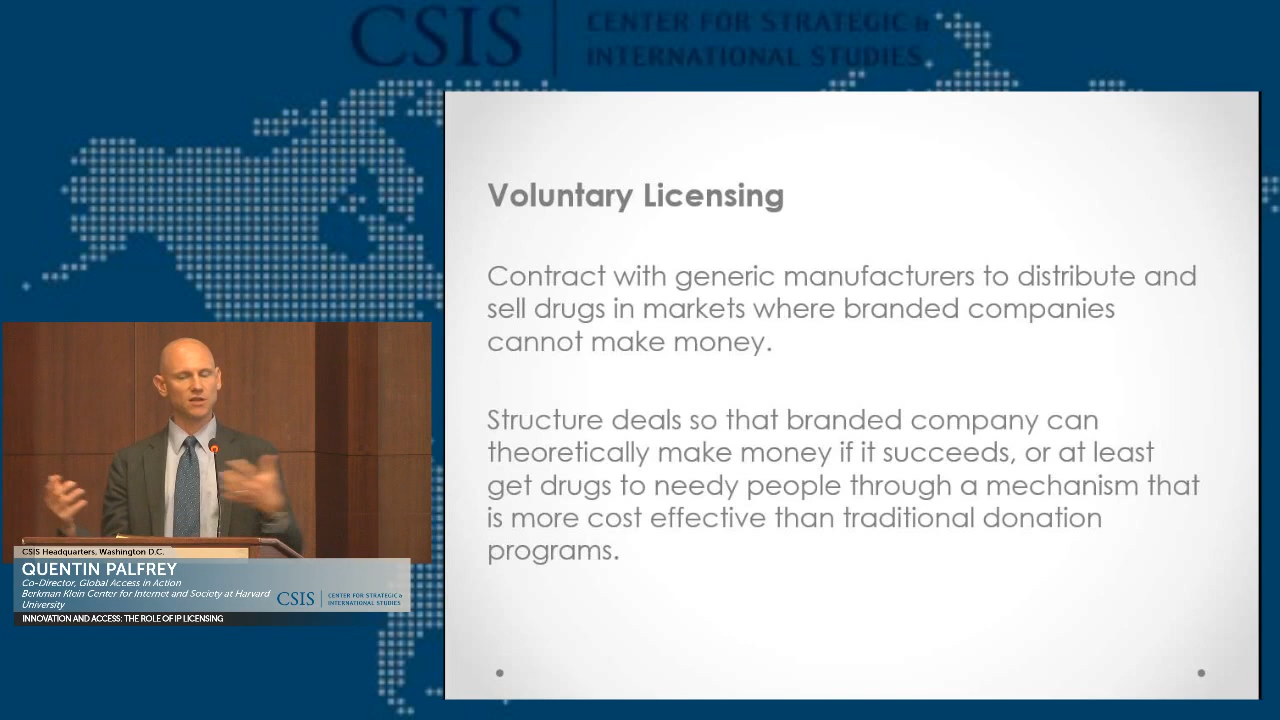 CSIS
CENTER FOR STRATEGIC &
INTERNATIONAL STUDIES
Voluntary Licensing
Contract with generic manufacturers to distribute and
sell drugs in markets where branded companies
cannot make money.
Structure deals so that branded company can
theoretically make money if it succeeds, or at least
get drugs to needy people through a mechanism that
is more cost effective than traditional donation
programs.
CSIS Headquarters, Washington D.C.
QUENTIN PALFREY
Co-Director, Global Access in Action
Berkman Klein Center for Internet and Society at Harvard
University
CSIS
CENTER FOR STRATEGIC &
INTERNATIONAL STUDIES
INNOVATION AND ACCESS: THE ROLE OF IP LICENSING